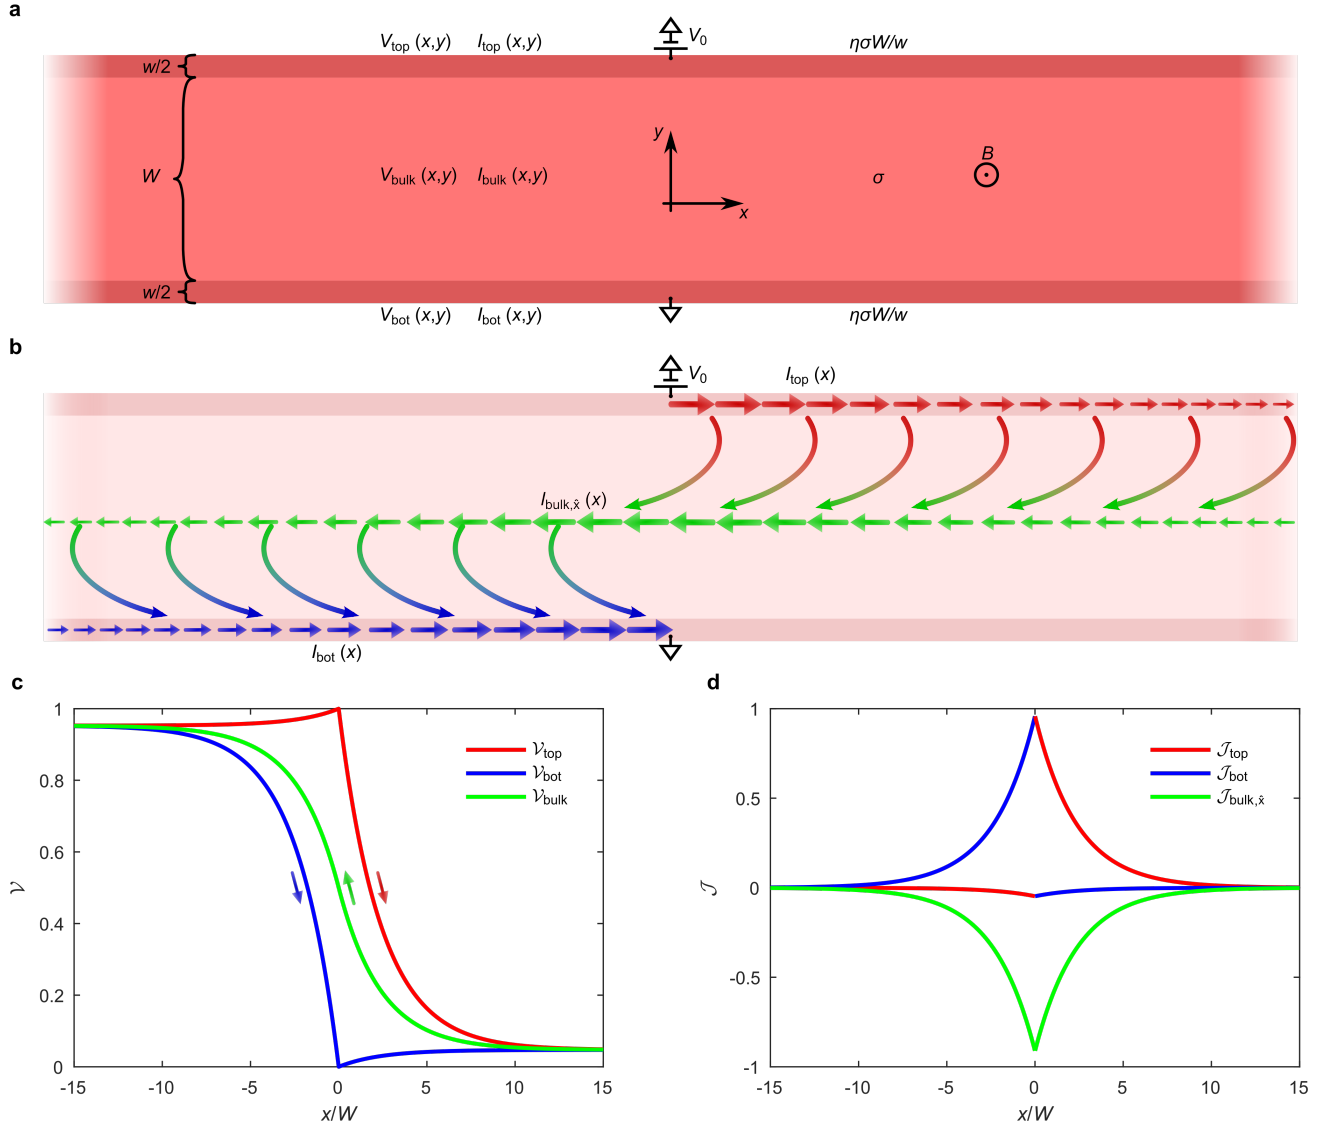 a
V₀
V_top (x,y) I_top (x,y) ησW/w
w/2
y
B
W V_bulk (x,y) I_bulk (x,y) σ
x
w/2
V_bot (x,y) I_bot (x,y) ησW/w
b
V₀ I_top (x)
I_bulk,x̂ (x)
I_bot (x)
c
1
0.8
0.6
0.4
0.2
0
𝒱
𝒱_top
𝒱_bot
𝒱_bulk
-15 -10 -5 0 5 10 15
x/W
d
1
0.5
0
-0.5
-1
𝒥
𝒥_top
𝒥_bot
𝒥_bulk,x̂
-15 -10 -5 0 5 10 15
x/W